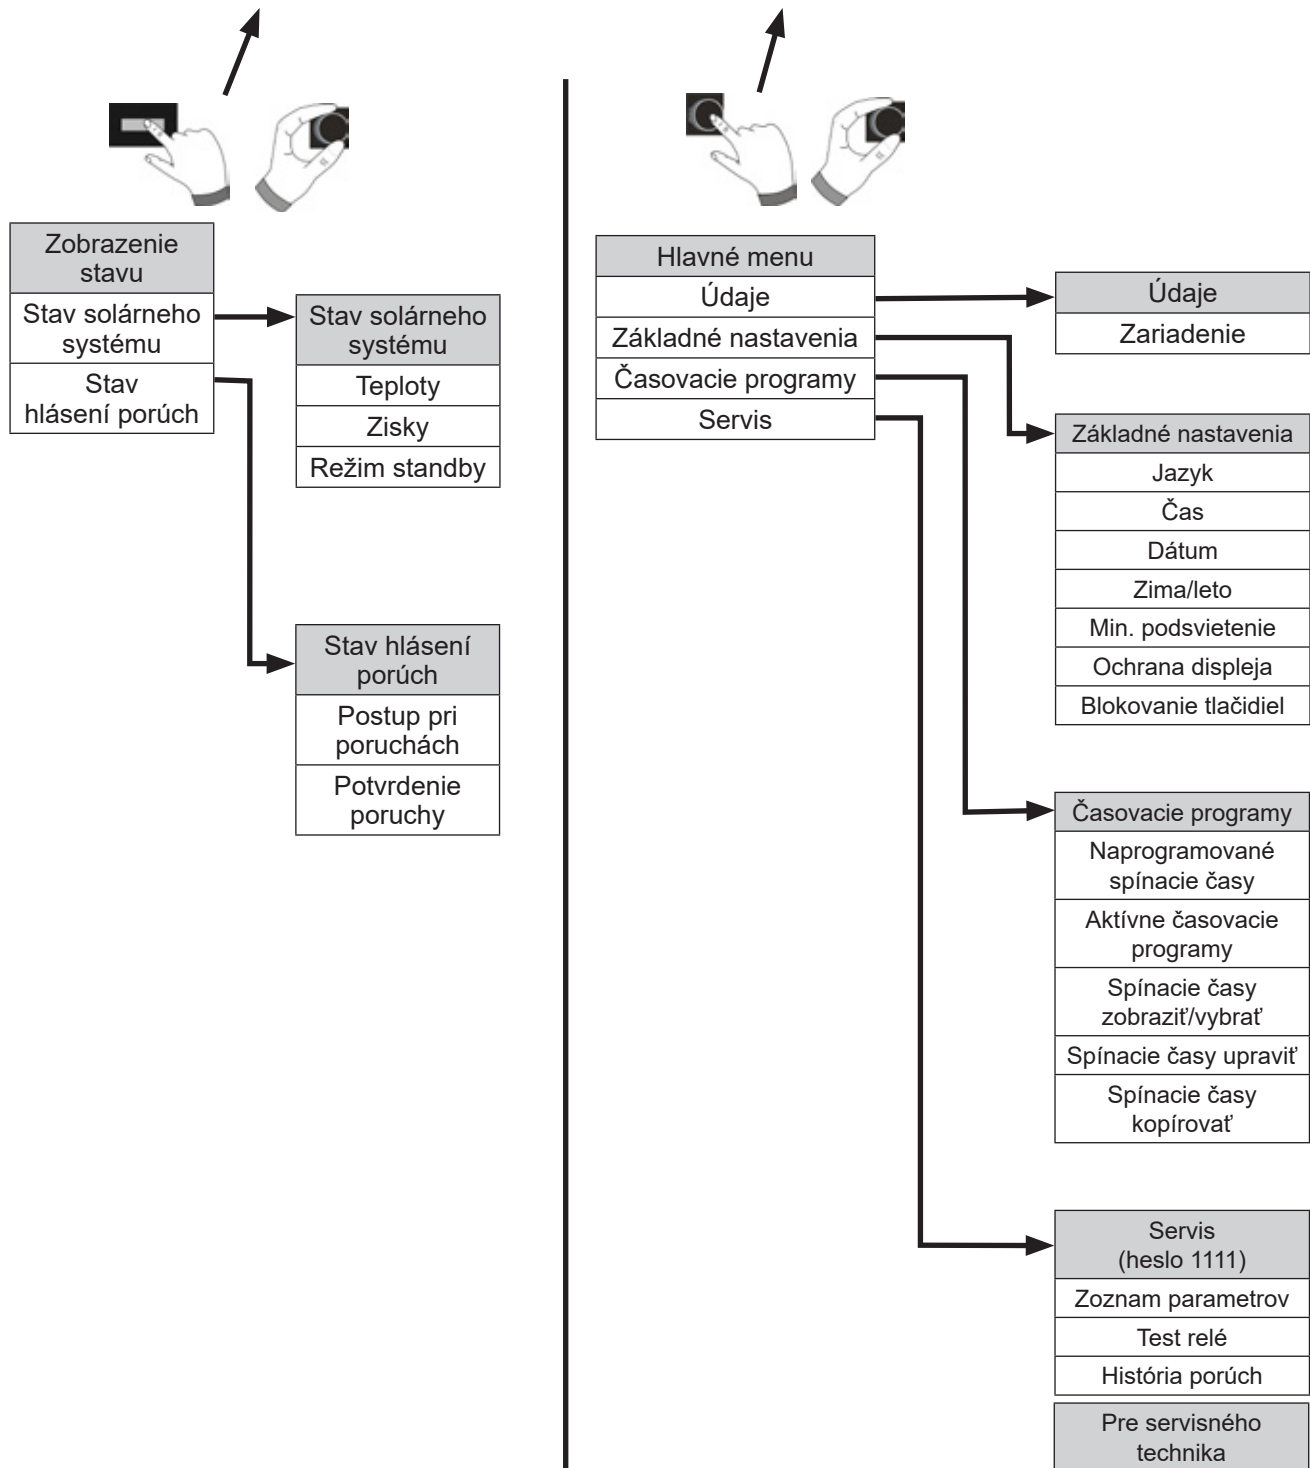 Zobrazenie
stavu
Stav solárneho
systému
Stav
hlásení porúch
Stav solárneho
systému
Teploty
Zisky
Režim standby
Stav hlásení
porúch
Postup pri
poruchách
Potvrdenie
poruchy
Hlavné menu
Údaje
Základné nastavenia
Časovacie programy
Servis
Údaje
Zariadenie
Základné nastavenia
Jazyk
Čas
Dátum
Zima/leto
Min. podsvietenie
Ochrana displeja
Blokovanie tlačidiel
Časovacie programy
Naprogramované
spínacie časy
Aktívne časovacie
programy
Spínacie časy
zobraziť/vybrať
Spínacie časy upraviť
Spínacie časy
kopírovať
Servis
(heslo 1111)
Zoznam parametrov
Test relé
História porúch
Pre servisného
technika